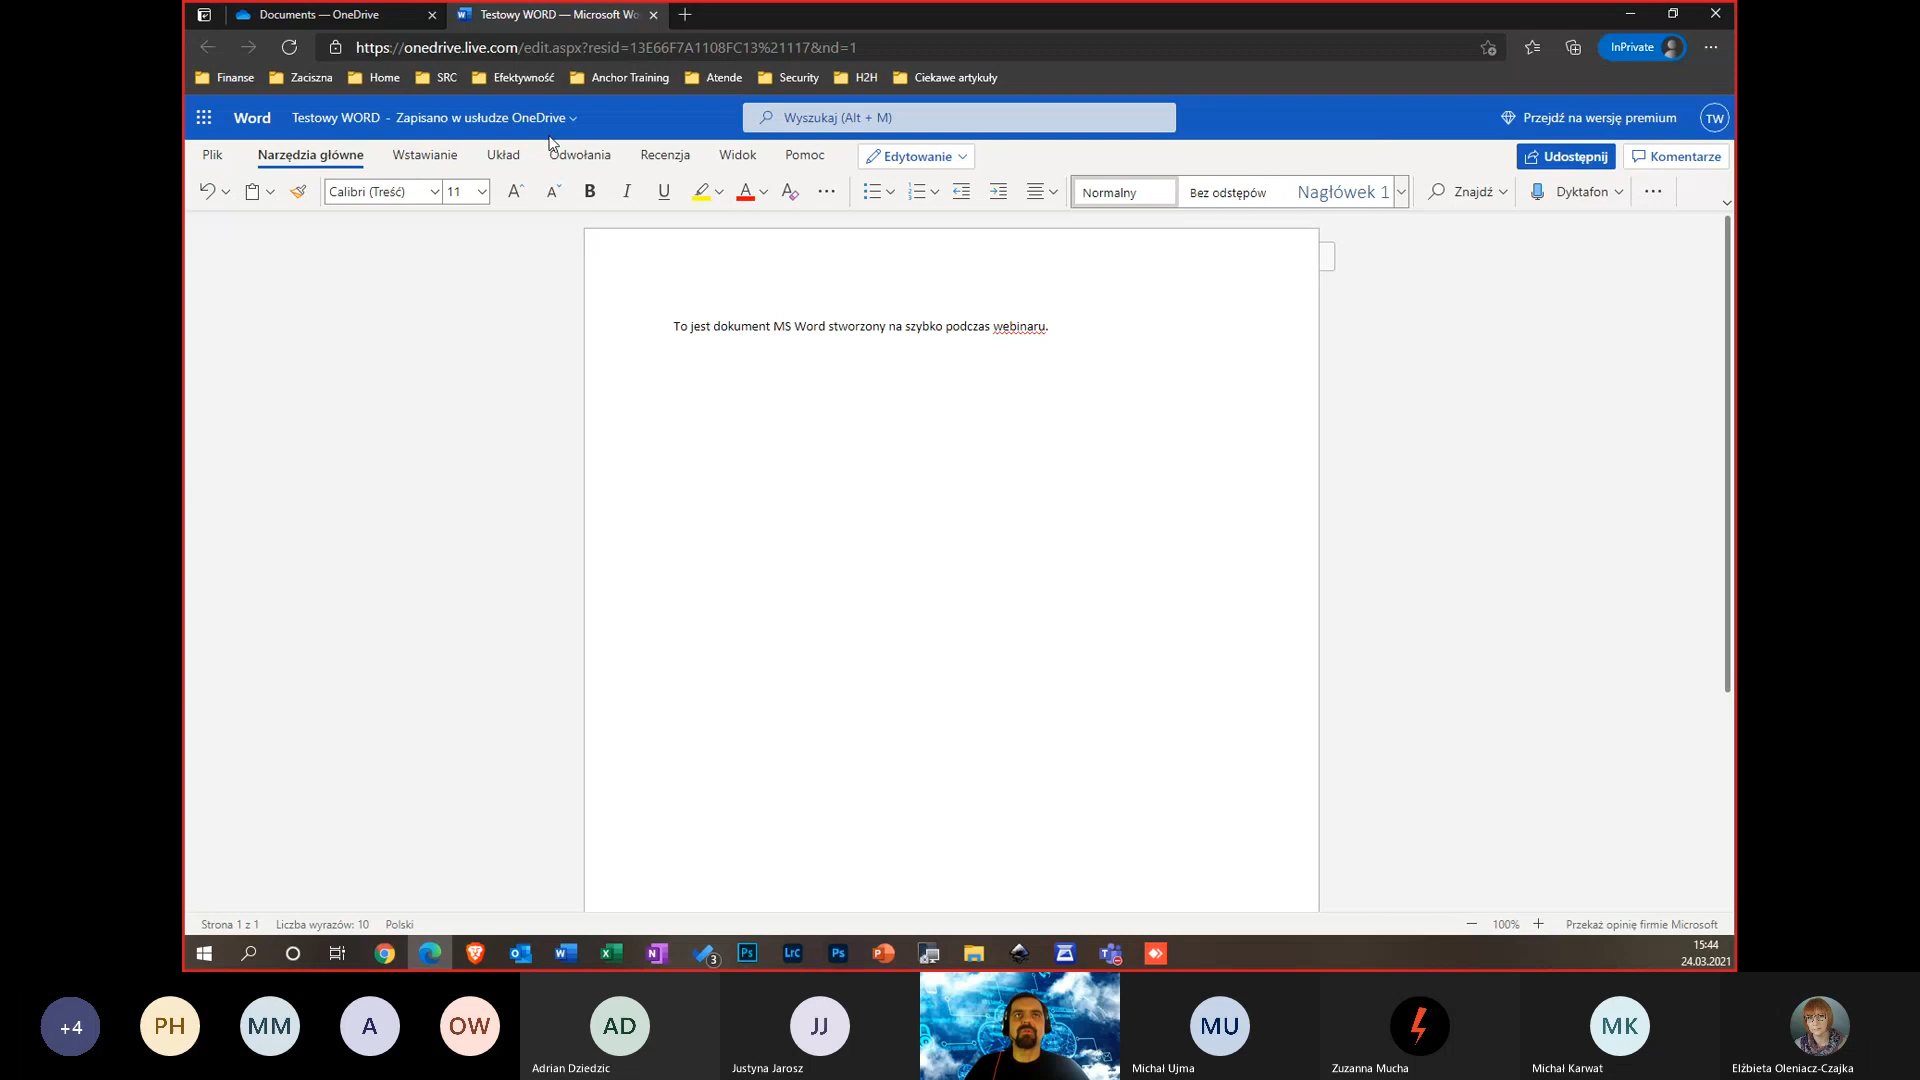 Documents — OneDrive
Testowy WORD — Microsoft Wo
https://onedrive.live.com/edit.aspx?resid=13E66F7A1108FC13%21117&nd=1
InPrivate
Finanse Zaciszna Home SRC Efektywność Anchor Training Atende Security H2H Ciekawe artykuły
Word Testowy WORD - Zapisano w usłudze OneDrive
Wyszukaj (Alt + M)
Przejdź na wersję premium TW
Plik Narzędzia główne Wstawianie Układ Odwołania Recenzja Widok Pomoc Edytowanie Udostępnij Komentarze
Calibri (Treść) 11 A A B I U A A Normalny Bez odstępów Nagłówek 1 Znajdź Dyktafon
To jest dokument MS Word stworzony na szybko podczas webinaru.
Strona 1 z 1 Liczba wyrazów: 10 Polski 100% Przekaż opinię firmie Microsoft
3 Ps LrC Ps
15:44
24.03.2021
+4 PH MM A OW AD JJ MU MK
Adrian Dziedzic Justyna Jarosz Michał Ujma Zuzanna Mucha Michał Karwat Elżbieta Oleniacz-Czajka